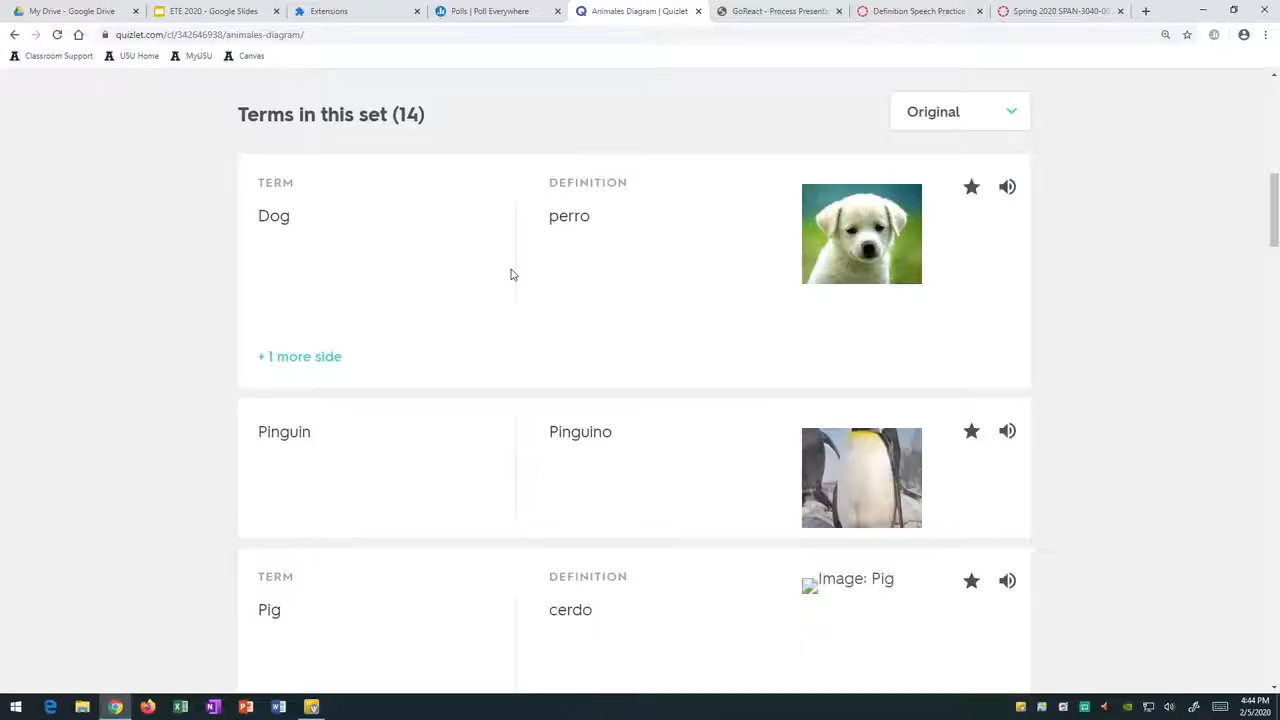 My Drive - Google Drive
ETE 2020 - Google Slides
Extensions
Polls | Poll Everywhere
Animales Diagram | Quizlet
GoReact - Process Presentati
Definition Speech Practice
Spring 2020 SPAN-3040-00
quizlet.com/cl/342646938/animales-diagram/
Classroom Support
USU Home
MyUSU
Canvas
Terms in this set (14)
Original
TERM
DEFINITION
Dog
perro
+ 1 more side
Pinguin
Pinguino
TERM
DEFINITION
Image: Pig
Pig
cerdo
4:44 PM
2/5/2020